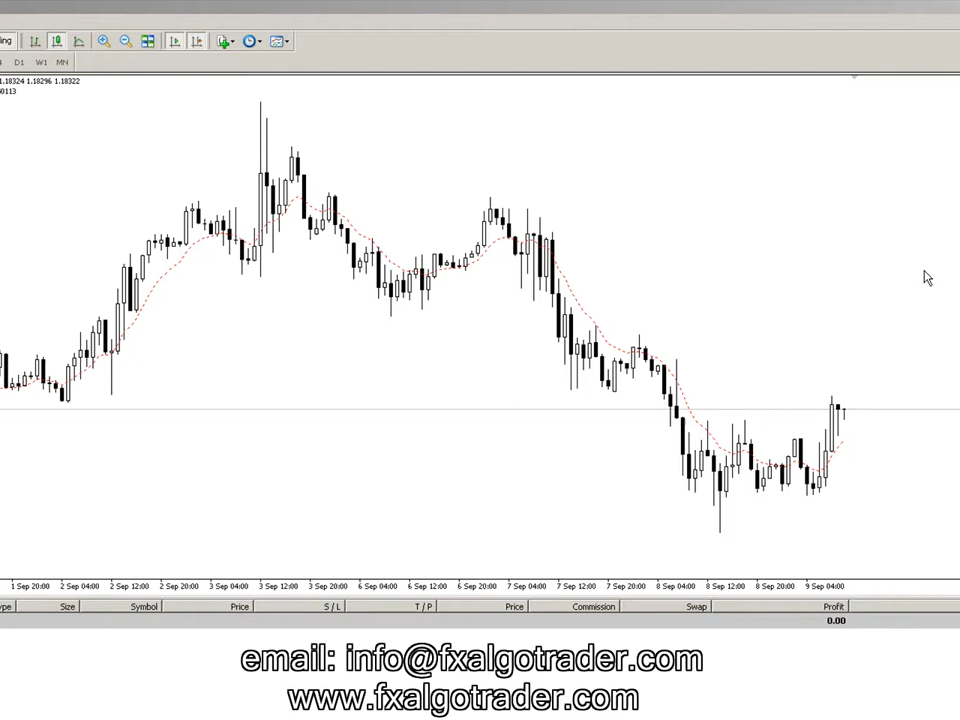 ing
D1 W1 MN
1.18324 1.18296 1.18322
0113
1 Sep 20:00 2 Sep 04:00 2 Sep 12:00 2 Sep 20:00 3 Sep 04:00 3 Sep 12:00 3 Sep 20:00 6 Sep 04:00 6 Sep 12:00 6 Sep 20:00 7 Sep 04:00 7 Sep 12:00 7 Sep 20:00 8 Sep 04:00 8 Sep 12:00 8 Sep 20:00 9 Sep 04:00
ype Size Symbol Price S / L T / P Price Commission Swap Profit
0.00
email: info@fxalgotrader.com
www.fxalgotrader.com